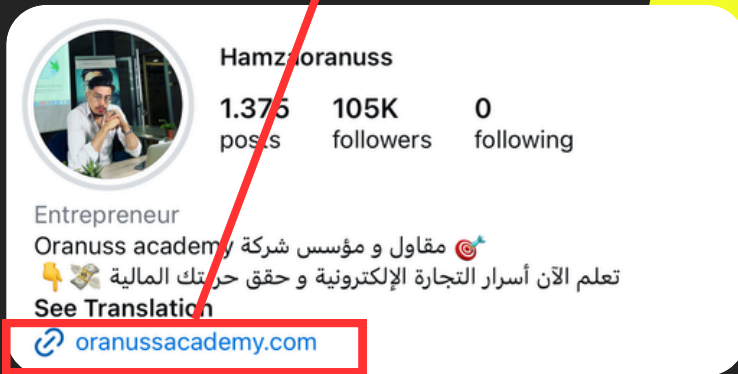 Hamzaoranuss
1.375 105K 0
posts followers following
Entrepreneur
🎯 مقاول و مؤسس شركة Oranuss academy
تعلم الآن أسرار التجارة الإلكترونية و حقق حريتك المالية 💸👇
See Translation
oranussacademy.com